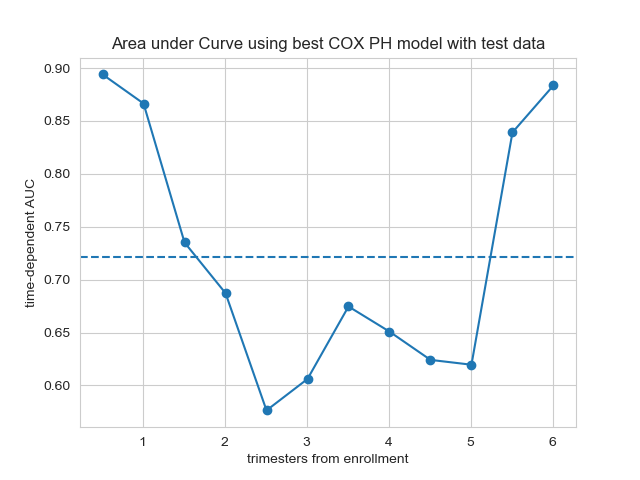 Area under Curve using best COX PH model with test data
time-dependent AUC
0.90
0.85
0.80
0.75
0.70
0.65
0.60
1 2 3 4 5 6
trimesters from enrollment